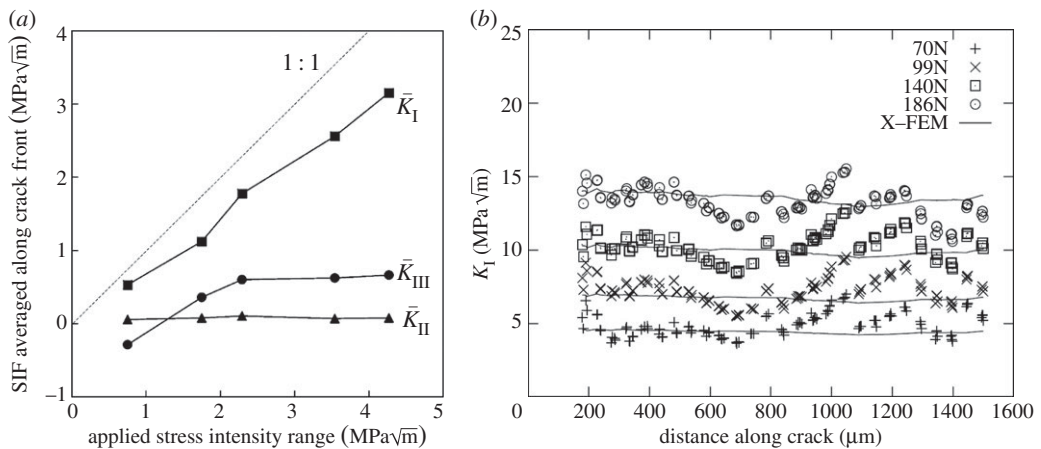 (a)
SIF averaged along crack front (MPa√m)
4
3
2
1
0
−1
1 : 1
K̄I
K̄III
K̄II
0 1 2 3 4 5
applied stress intensity range (MPa√m)
(b)
KI (MPa √m)
25
20
15
10
5
0
70N
99N
140N
186N
X–FEM
200 400 600 800 1000 1200 1400 1600
distance along crack (µm)